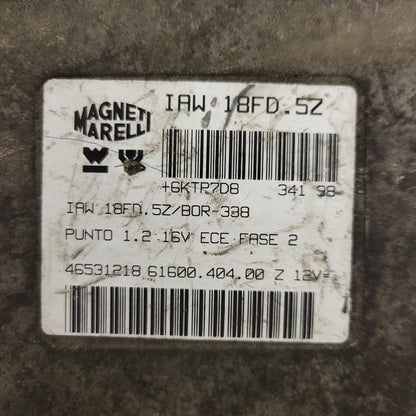 MAGNETI
MARELLI
IAW 18FD.5Z
+6KTP7D8 341 98
IAW 18FD.5Z/BOR-338
PUNTO 1.2 16V ECE FASE 2
46531218 61600.404.00 Z 12V=